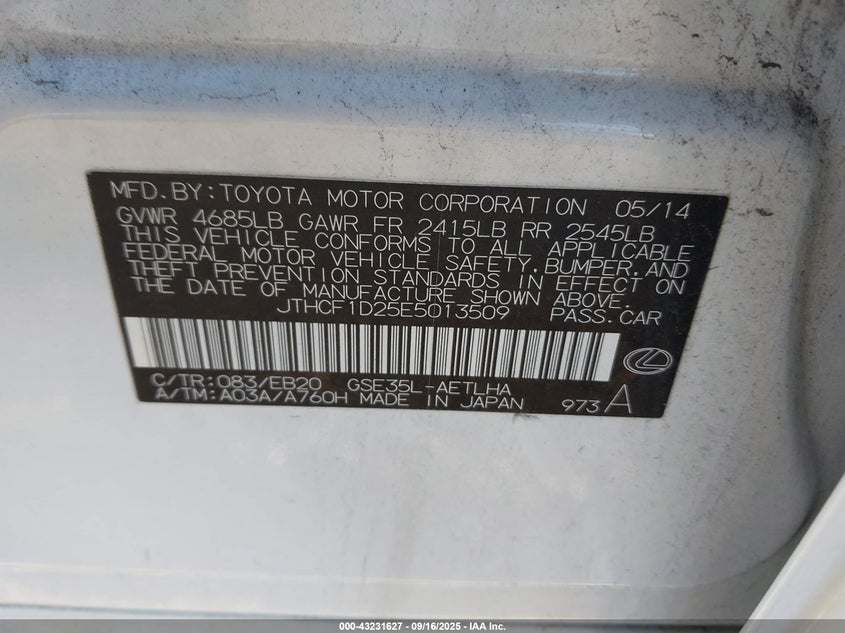 MFD.BY:TOYOTA MOTOR CORPORATION 05/14
GVWR 4685LB GAWR FR 2415LB RR 2545LB
THIS VEHICLE CONFORMS TO ALL APPLICABLE
FEDERAL MOTOR VEHICLE SAFETY,BUMPER,AND
THEFT PREVENTION STANDARDS IN EFFECT ON
THE DATE OF MANUFACTURE SHOWN ABOVE.
JTHCF1D25E5013509 PASS.CAR
C/TR:083/EB20 GSE35L-AETLHA
A/TM:A03A/A760H MADE IN JAPAN 973 A
000-43231627 - 09/16/2025 - IAA Inc.